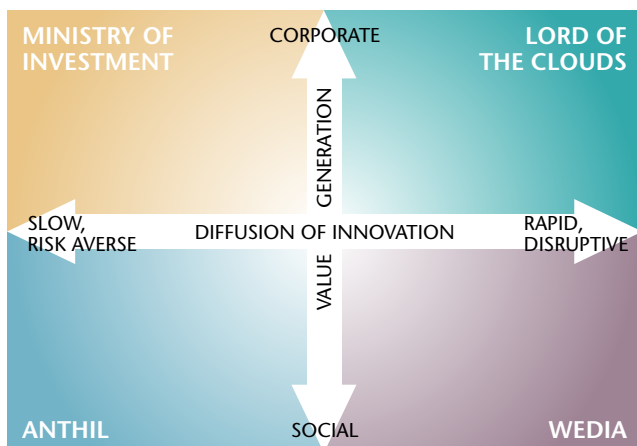 MINISTRY OF
INVESTMENT
CORPORATE
LORD OF
THE CLOUDS
GENERATION
SLOW,
RISK AVERSE
DIFFUSION OF INNOVATION
RAPID,
DISRUPTIVE
VALUE
ANTHIL
SOCIAL
WEDIA